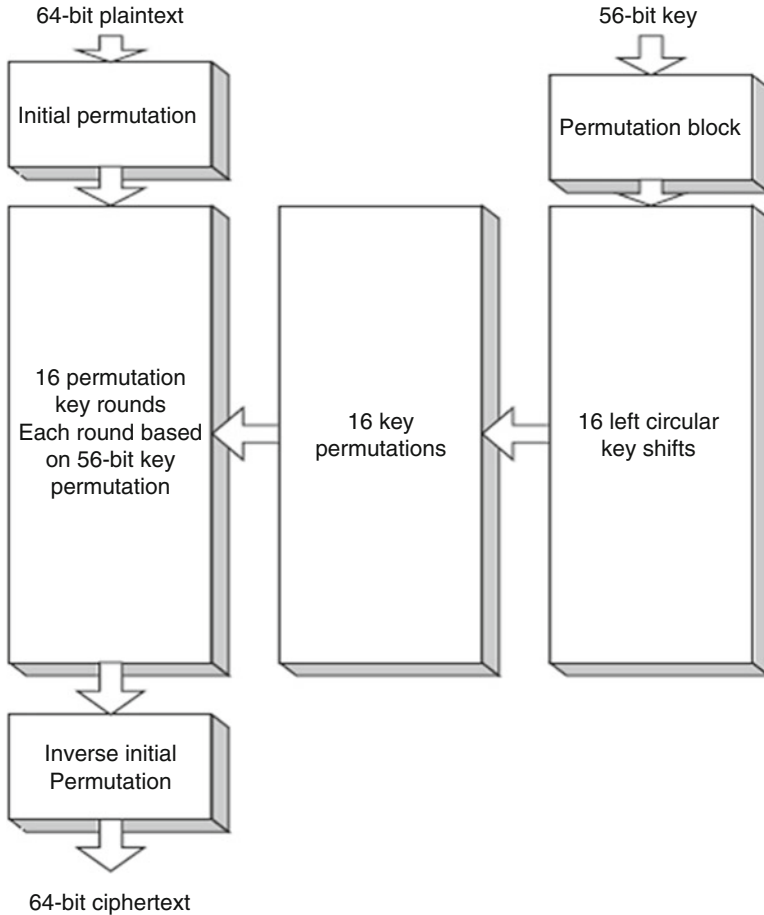 64-bit plaintext
56-bit key
Initial permutation
Permutation block
16 permutation
key rounds
Each round based
on 56-bit key
permutation
16 key
permutations
16 left circular
key shifts
Inverse initial
Permutation
64-bit ciphertext